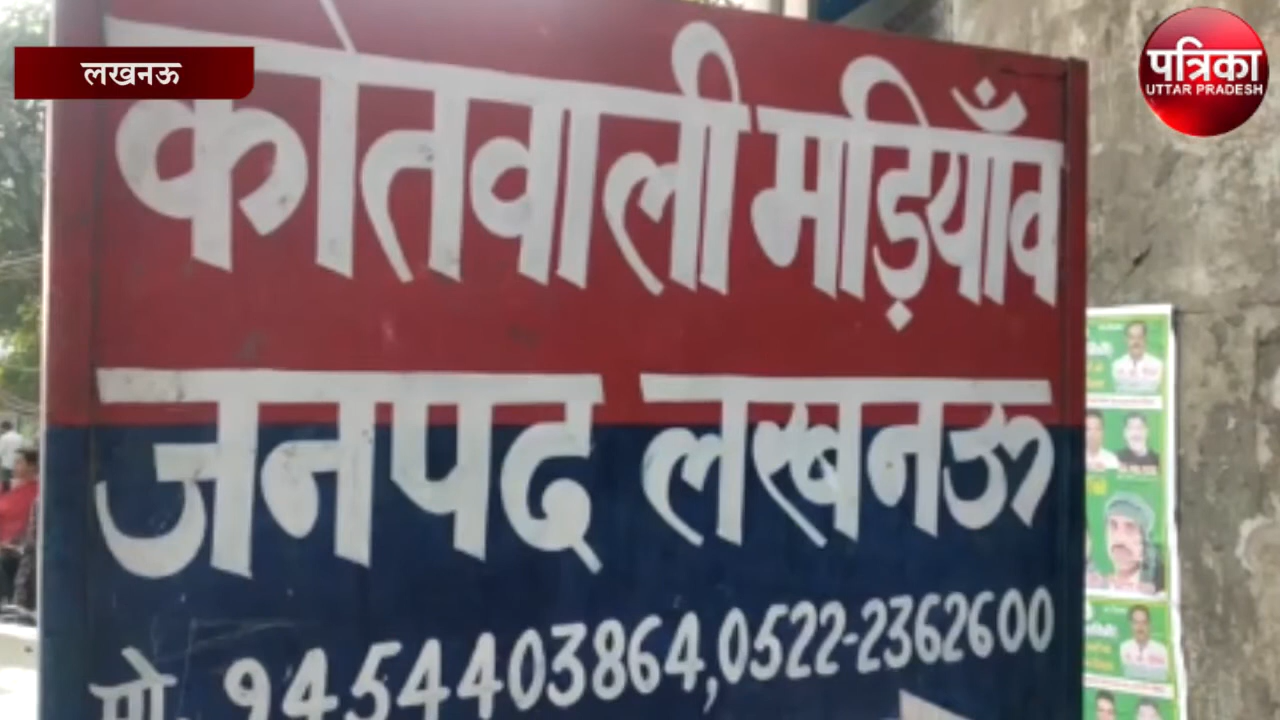 लखनऊ
पत्रिका
UTTAR PRADESH
कोतवाली मड़ियाँव
जनपद लखनऊ
मो. 9454403864,0522-2362600